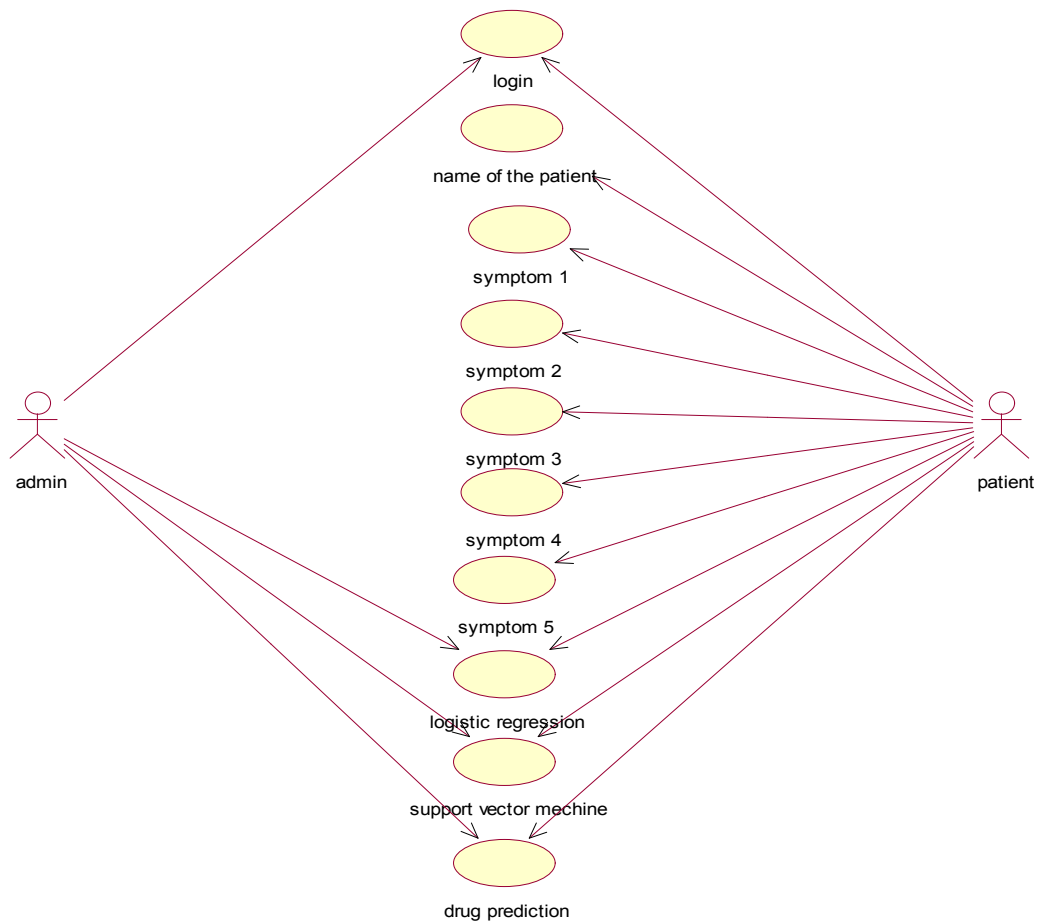 login
name of the patient
symptom 1
symptom 2
symptom 3
symptom 4
symptom 5
logistic regression
support vector mechine
drug prediction
admin
patient